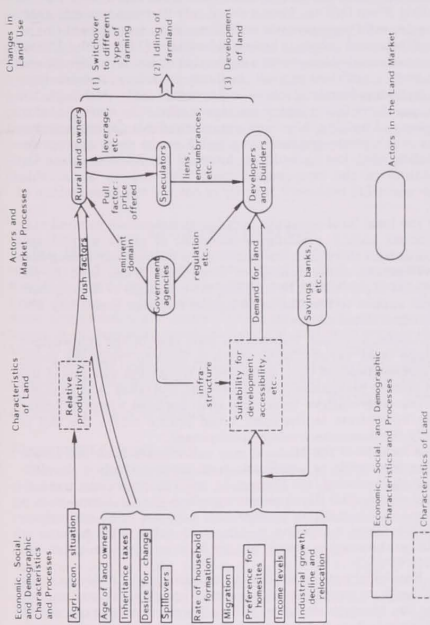 Economic, Social,
and Demographic
Characteristics
and Processes
Characteristics
of Land
Actors and
Market Processes
Changes in
Land Use
Agri. econ. situation
Age of land owners
Inheritance taxes
Desire for change
Spillovers
Rate of household
formation
Migration
Preference for
homesites
Income levels
Industrial growth,
decline and
relocation
Relative
productivity
infra-
structure
Suitability for
development,
accessibility,
etc.
Push factors
eminent
domain
Government
agencies
regulation
etc.
Demand for land
Savings banks,
etc.
Rural land owners
Pull
factor:
price
offered
leverage,
etc.
Speculators
liens,
encumbrances,
etc.
Developers
and builders
(1) Switchover
to different
type of
farming
(2) Idling of
farmland
(3) Development
of land
Economic, Social, and Demographic
Characteristics and Processes
Characteristics of Land
Actors in the Land Market